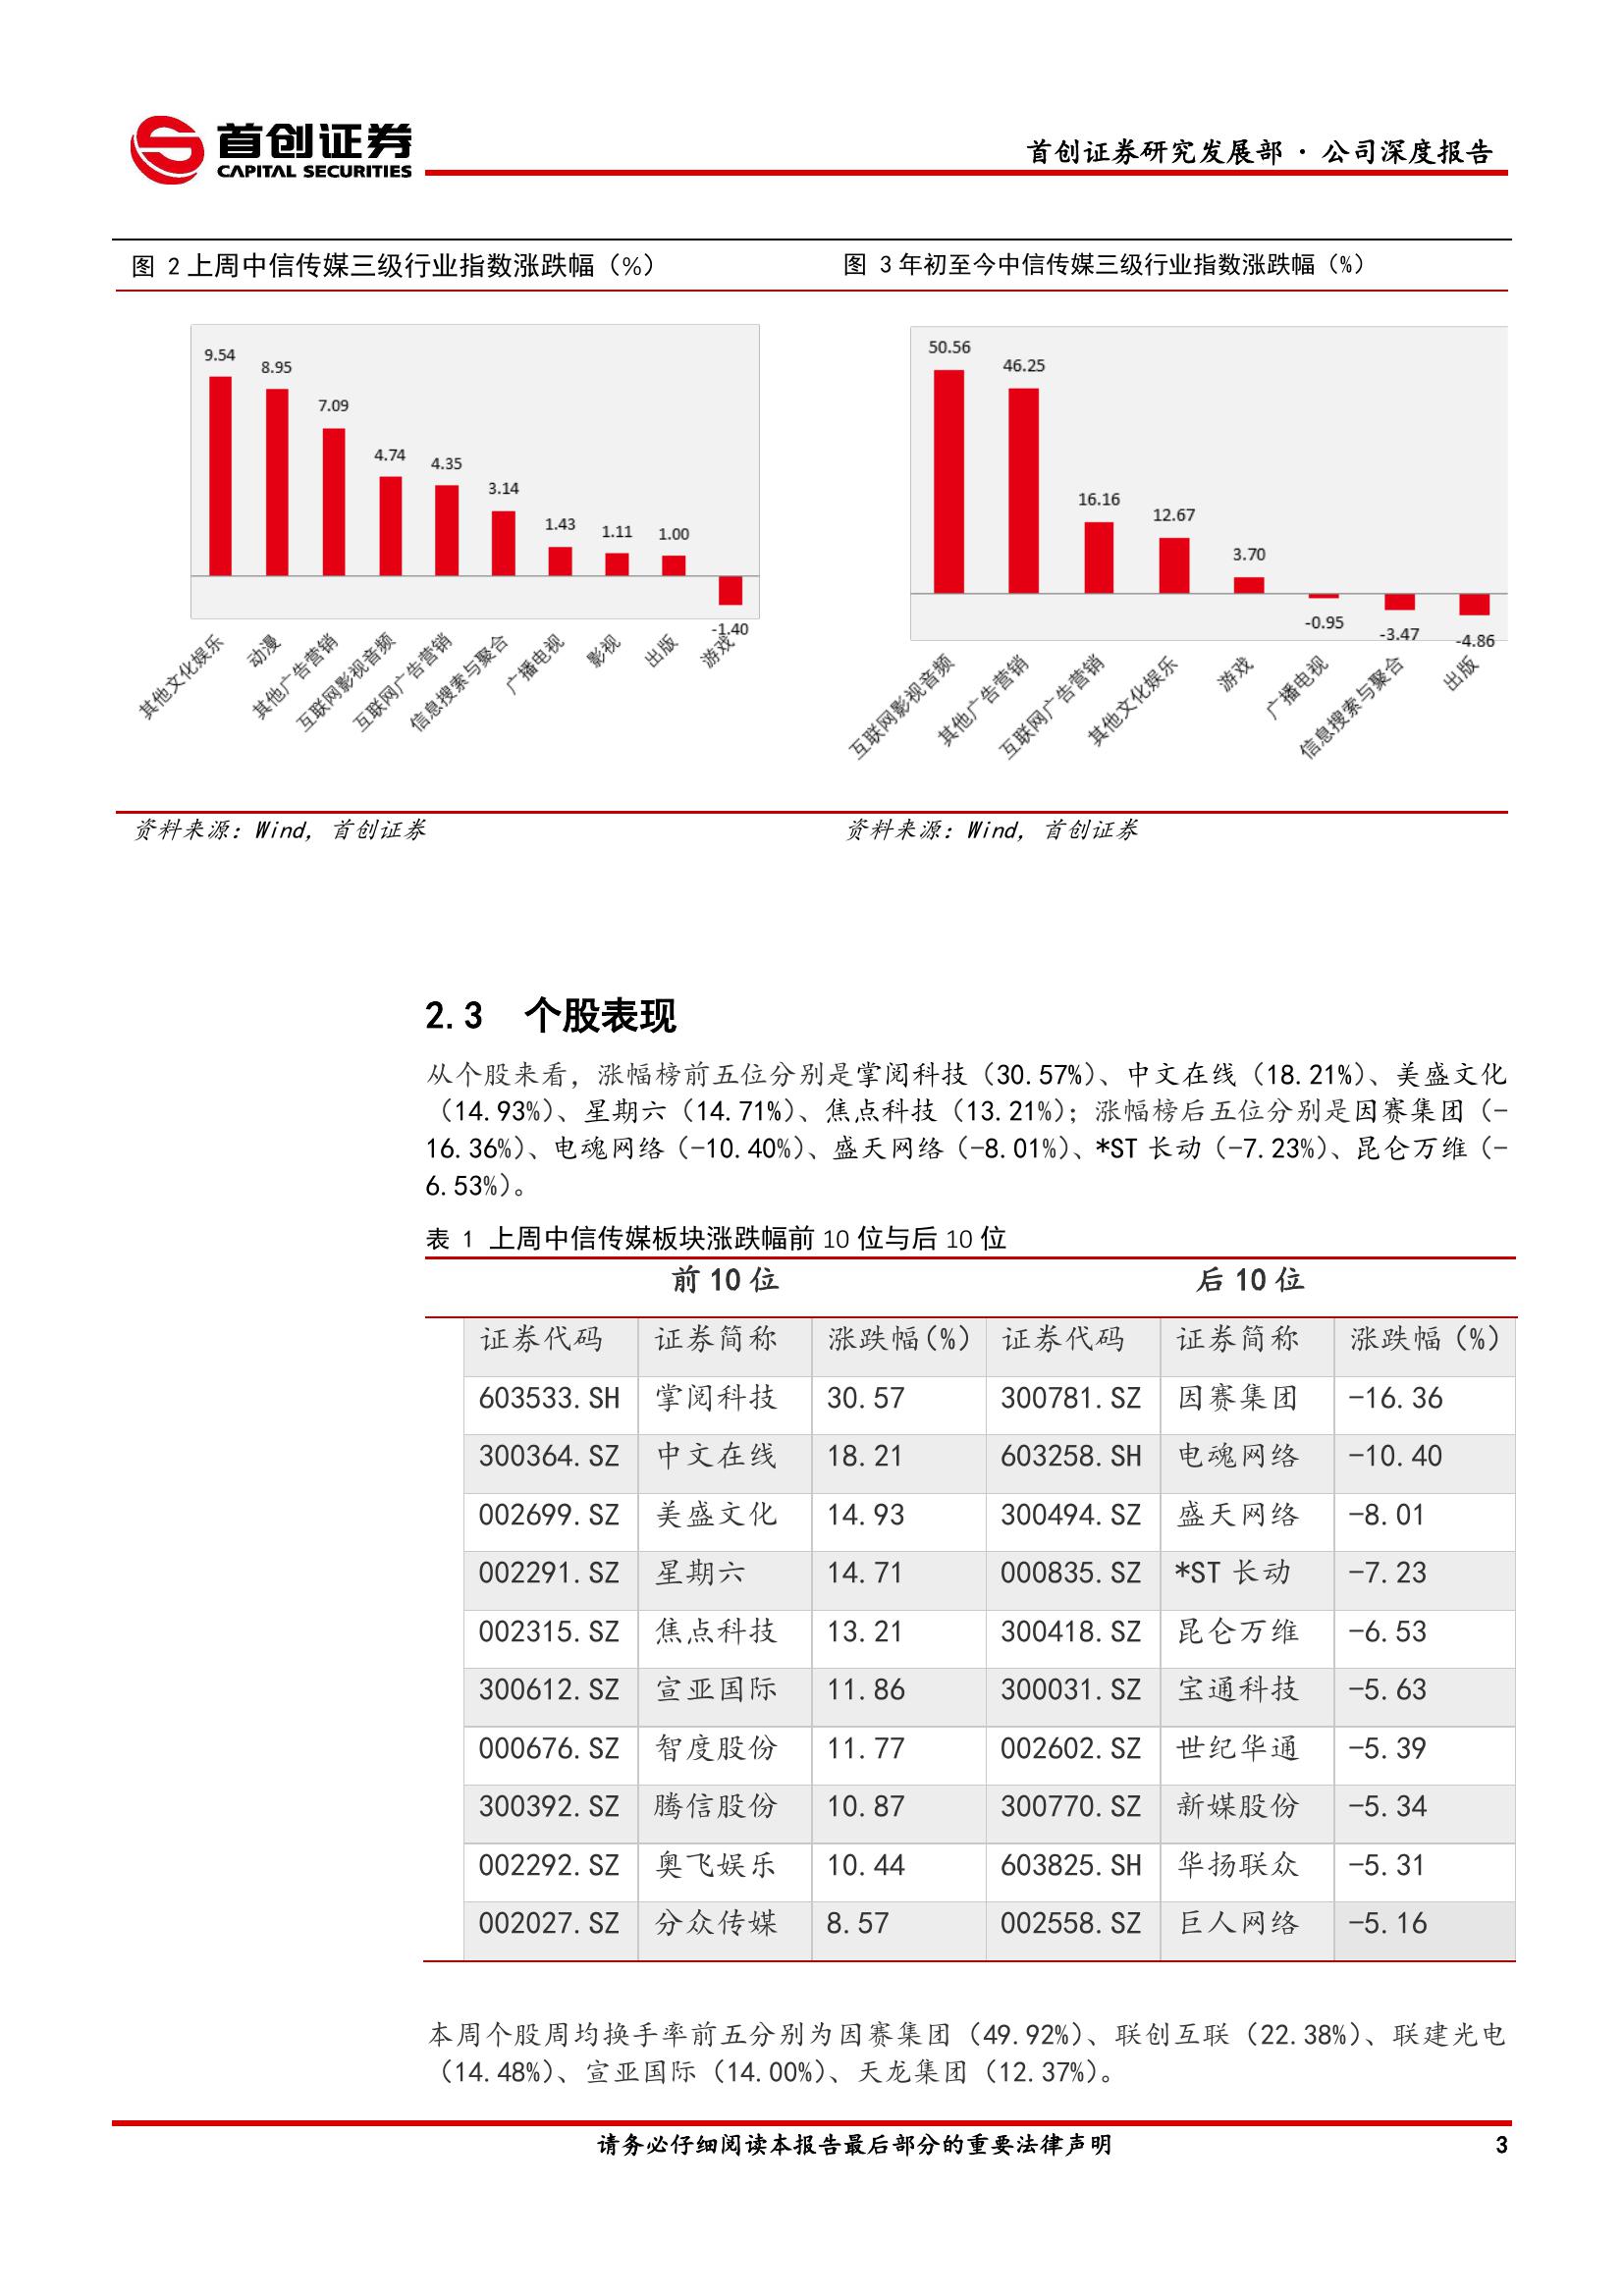 首创证券
CAPITAL SECURITIES
首创证券研究发展部 · 公司深度报告
图 2 上周中信传媒三级行业指数涨跌幅（%）
图 3 年初至今中信传媒三级行业指数涨跌幅（%）
9.54
8.95
7.09
4.74
4.35
3.14
1.43
1.11
1.00
-1.40
其他文化娱乐
动漫
其他广告营销
互联网影视音频
互联网广告营销
信息搜索与聚合
广播电视
影视
出版
游戏
50.56
46.25
16.16
12.67
3.70
-0.95
-3.47
-4.86
互联网影视音频
其他广告营销
互联网广告营销
其他文化娱乐
游戏
广播电视
信息搜索与聚合
出版
资料来源：Wind, 首创证券
资料来源：Wind, 首创证券
2.3 个股表现
从个股来看，涨幅榜前五位分别是掌阅科技（30.57%）、中文在线（18.21%）、美盛文化
（14.93%）、星期六（14.71%）、焦点科技（13.21%）；涨幅榜后五位分别是因赛集团（-
16.36%）、电魂网络（-10.40%）、盛天网络（-8.01%）、*ST 长动（-7.23%）、昆仑万维（-
6.53%）。
表 1 上周中信传媒板块涨跌幅前 10 位与后 10 位
前 10 位 后 10 位
证券代码 证券简称 涨跌幅(%) 证券代码 证券简称 涨跌幅 (%)
603533.SH 掌阅科技 30.57 300781.SZ 因赛集团 -16.36
300364.SZ 中文在线 18.21 603258.SH 电魂网络 -10.40
002699.SZ 美盛文化 14.93 300494.SZ 盛天网络 -8.01
002291.SZ 星期六 14.71 000835.SZ *ST 长动 -7.23
002315.SZ 焦点科技 13.21 300418.SZ 昆仑万维 -6.53
300612.SZ 宣亚国际 11.86 300031.SZ 宝通科技 -5.63
000676.SZ 智度股份 11.77 002602.SZ 世纪华通 -5.39
300392.SZ 腾信股份 10.87 300770.SZ 新媒股份 -5.34
002292.SZ 奥飞娱乐 10.44 603825.SH 华扬联众 -5.31
002027.SZ 分众传媒 8.57 002558.SZ 巨人网络 -5.16
本周个股周均换手率前五分别为因赛集团（49.92%）、联创互联（22.38%）、联建光电
（14.48%）、宣亚国际（14.00%）、天龙集团（12.37%）。
请务必仔细阅读本报告最后部分的重要法律声明 3